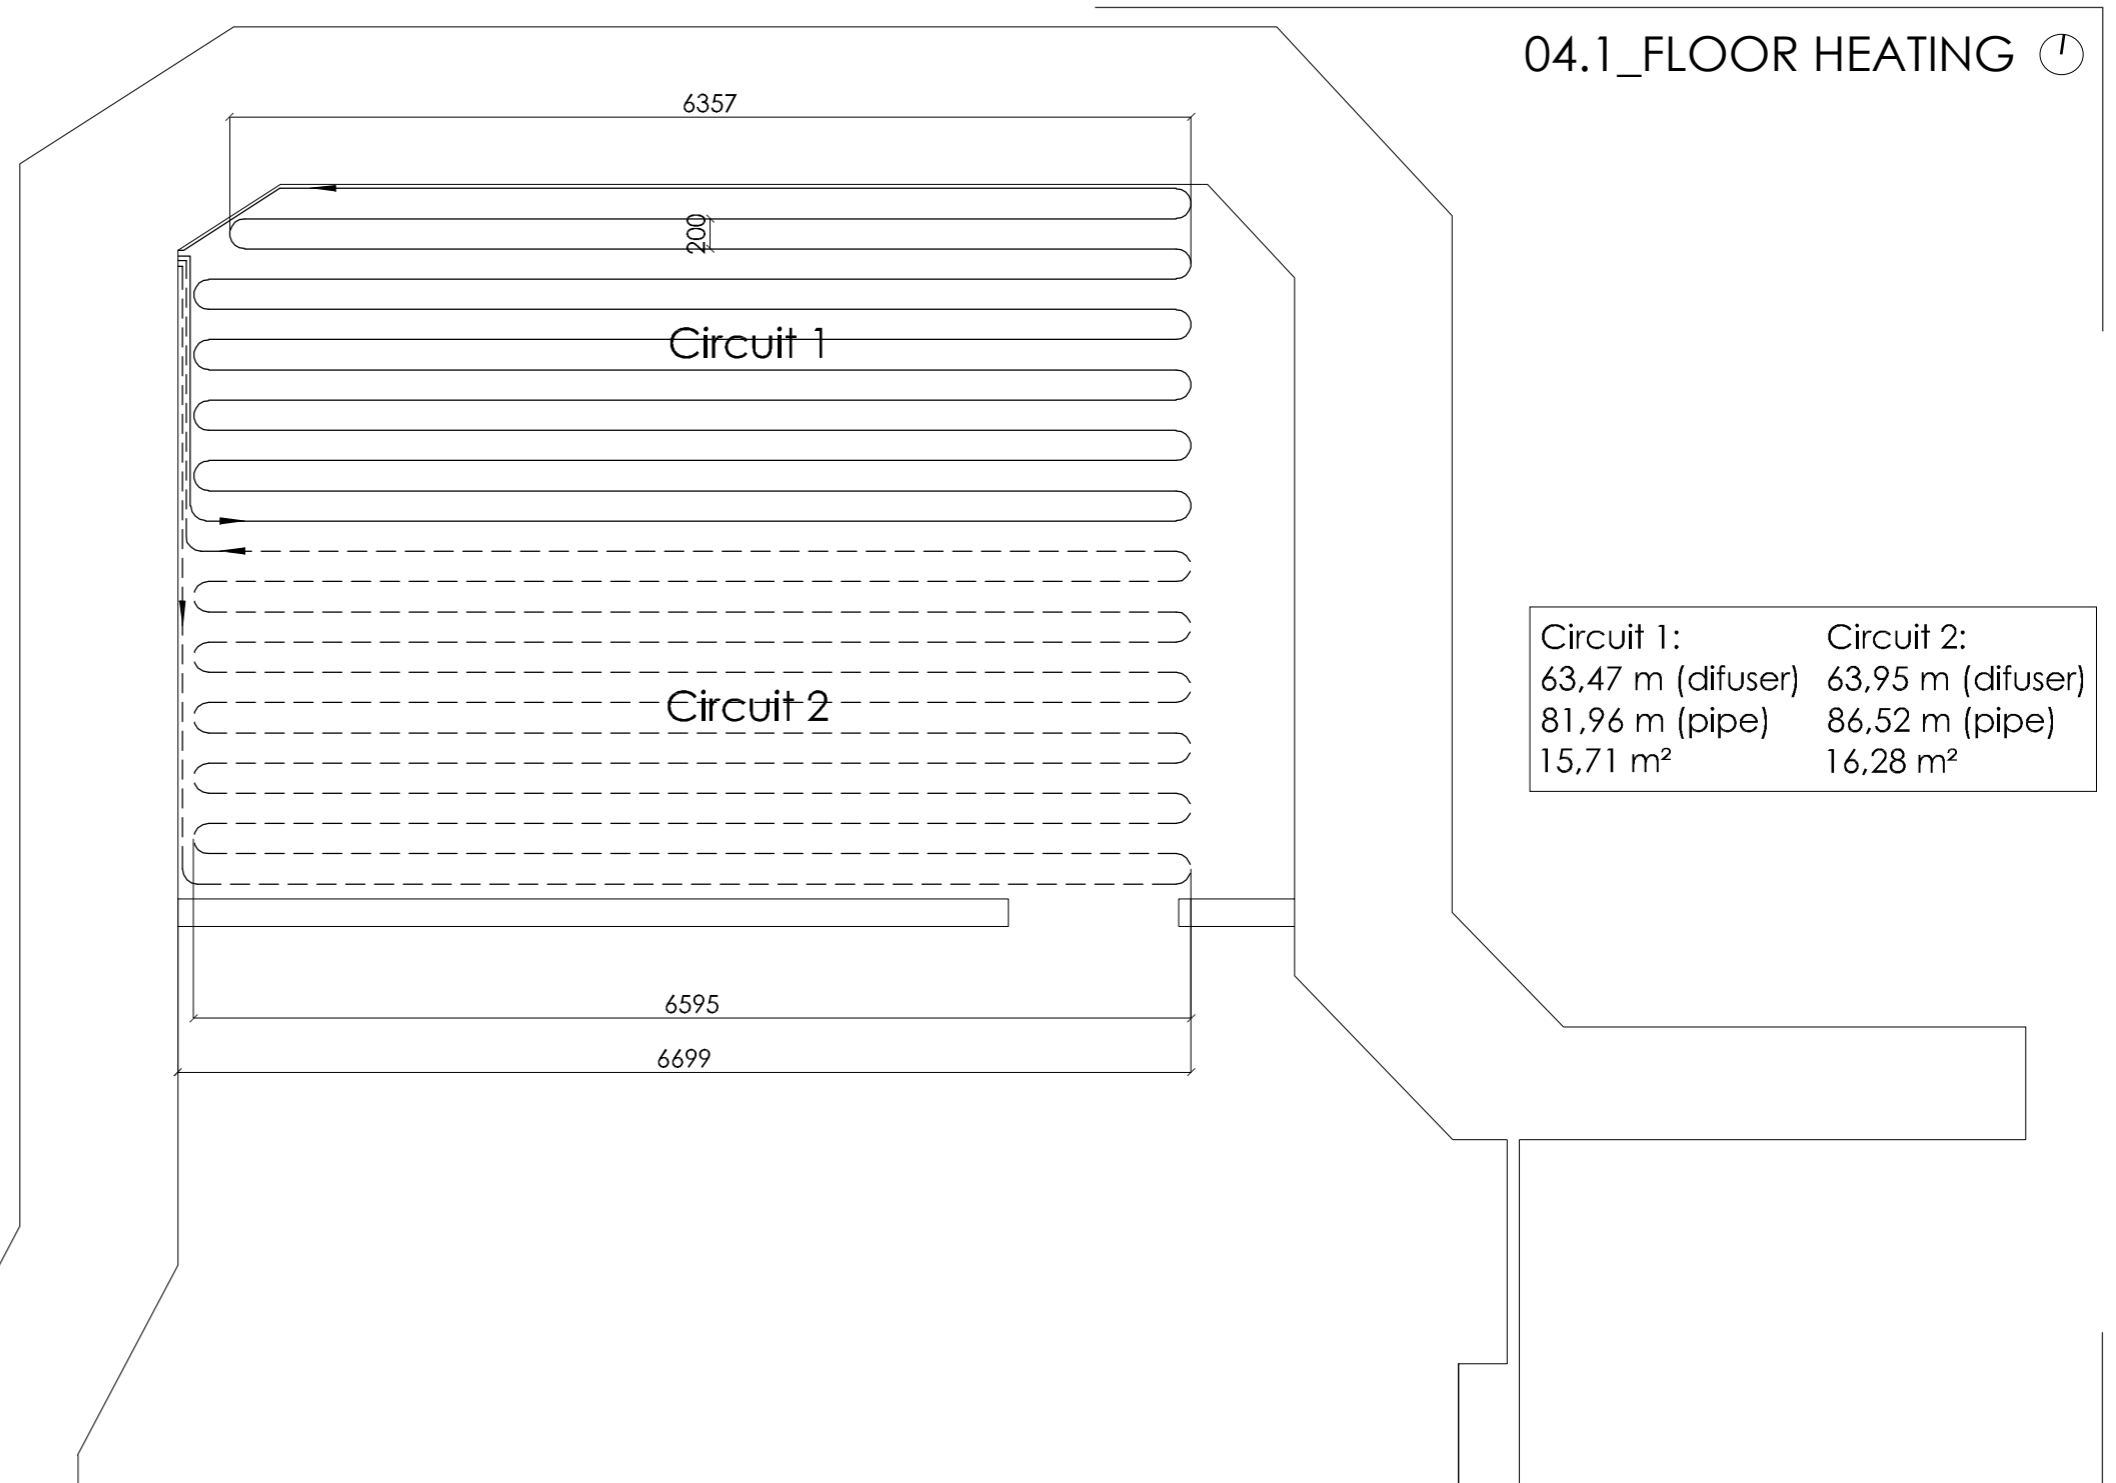 04.1_FLOOR HEATING
6357
200
Circuit 1
Circuit 2
Circuit 1:
63,47 m (difuser)
81,96 m (pipe)
15,71 m²
Circuit 2:
63,95 m (difuser)
86,52 m (pipe)
16,28 m²
6595
6699